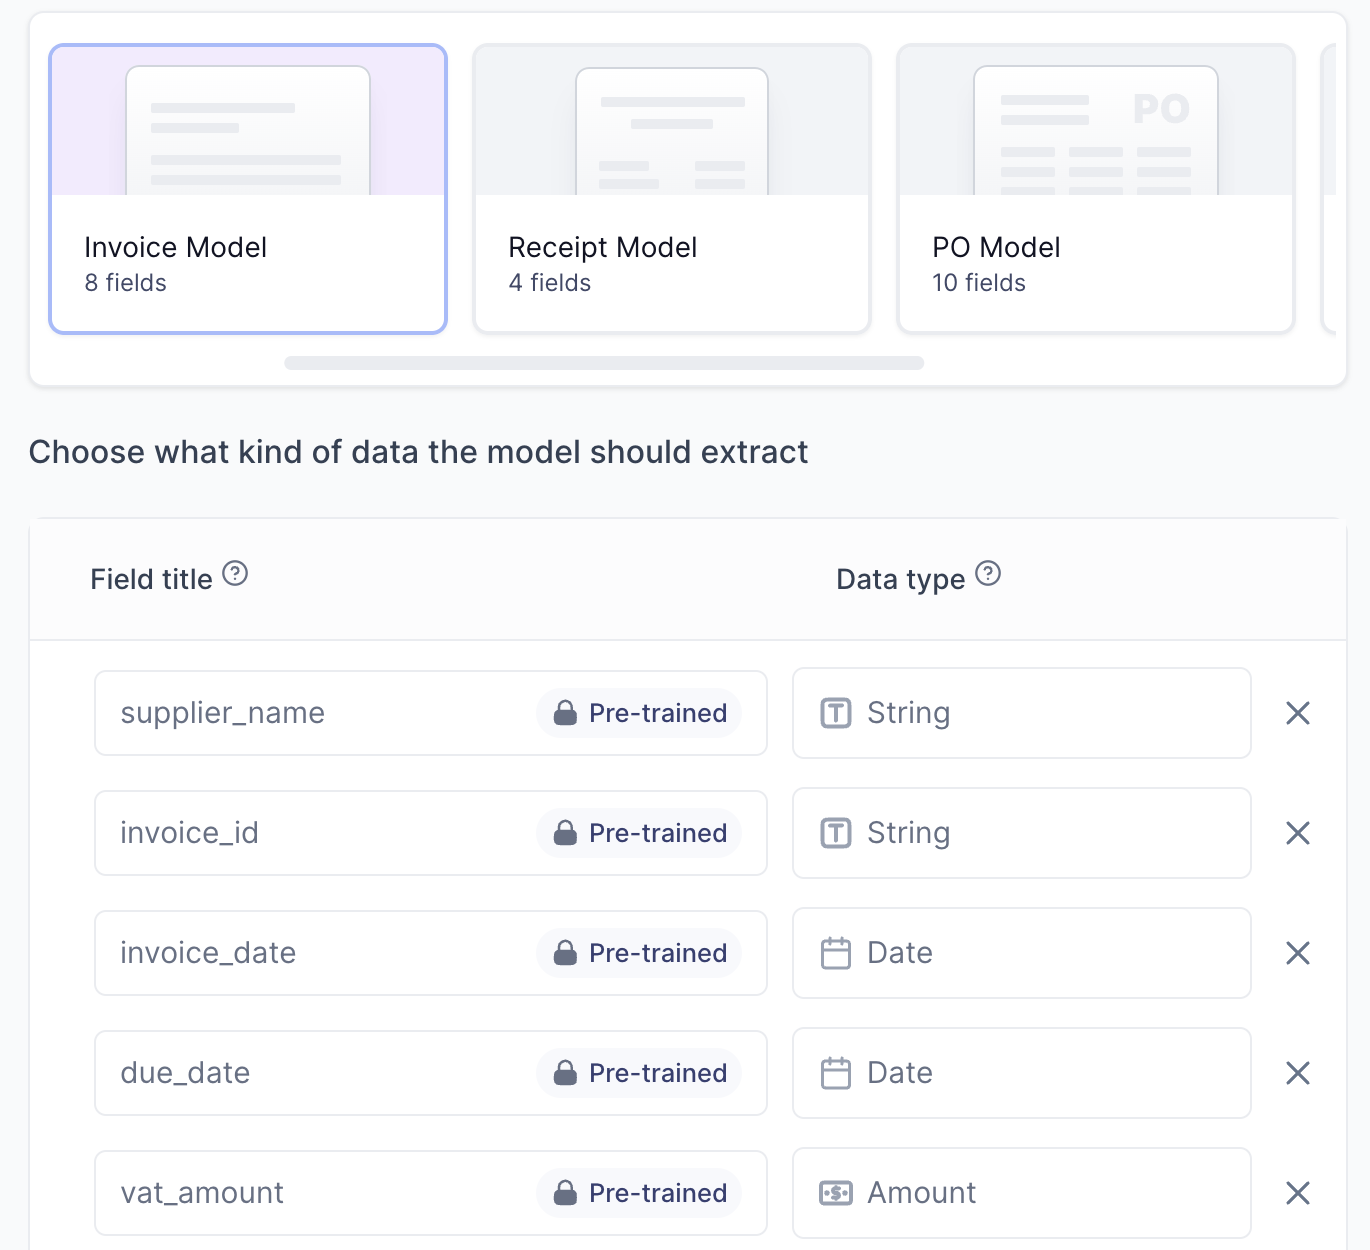 PO
Invoice Model
8 fields
Receipt Model
4 fields
PO Model
10 fields
Choose what kind of data the model should extract
Field title
Data type
supplier_name Pre-trained String
invoice_id Pre-trained String
invoice_date Pre-trained Date
due_date Pre-trained Date
vat_amount Pre-trained Amount